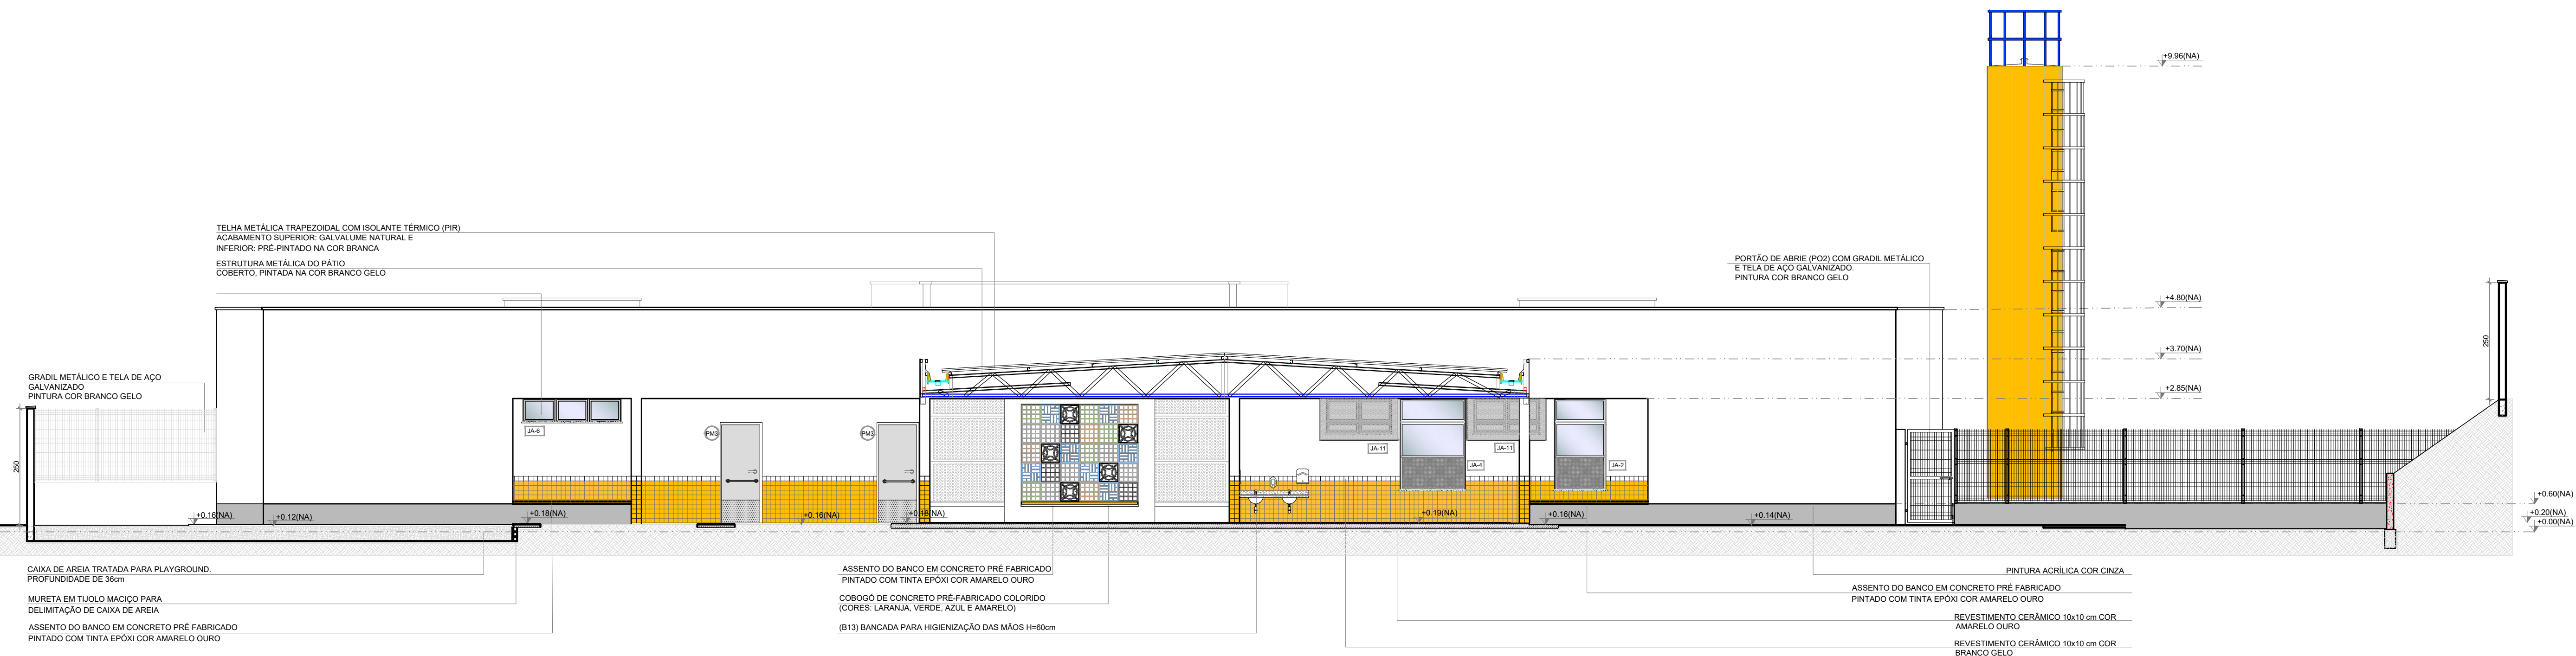 +9.96(NA)
TELHA METÁLICA TRAPEZOIDAL COM ISOLANTE TÉRMICO (PIR)
ACABAMENTO SUPERIOR: GALVALUME NATURAL E
INFERIOR: PRÉ-PINTADO NA COR BRANCA
ESTRUTURA METÁLICA DO PÁTIO
COBERTO, PINTADA NA COR BRANCO GELO
PORTÃO DE ABRIE (PO2) COM GRADIL METÁLICO
E TELA DE AÇO GALVANIZADO.
PINTURA COR BRANCO GELO
+4.80(NA)
250
+3.70(NA)
GRADIL METÁLICO E TELA DE AÇO
GALVANIZADO
PINTURA COR BRANCO GELO
+2.85(NA)
250
JA-6
PM3
PM3
JA-11
JA-11
JA-4
JA-2
+0.60(NA)
+0.16(NA)
+0.12(NA)
+0.18(NA)
+0.16(NA)
+0.18(NA)
+0.19(NA)
+0.16(NA)
+0.14(NA)
+0.20(NA)
+0.00(NA)
CAIXA DE AREIA TRATADA PARA PLAYGROUND.
PROFUNDIDADE DE 36cm
MURETA EM TIJOLO MACIÇO PARA
DELIMITAÇÃO DE CAIXA DE AREIA
ASSENTO DO BANCO EM CONCRETO PRÉ FABRICADO
PINTADO COM TINTA EPÓXI COR AMARELO OURO
ASSENTO DO BANCO EM CONCRETO PRÉ FABRICADO
PINTADO COM TINTA EPÓXI COR AMARELO OURO
COBOGÓ DE CONCRETO PRÉ-FABRICADO COLORIDO
(CORES: LARANJA, VERDE, AZUL E AMARELO)
(B13) BANCADA PARA HIGIENIZAÇÃO DAS MÃOS H=60cm
PINTURA ACRÍLICA COR CINZA
ASSENTO DO BANCO EM CONCRETO PRÉ FABRICADO
PINTADO COM TINTA EPÓXI COR AMARELO OURO
REVESTIMENTO CERÂMICO 10x10 cm COR
AMARELO OURO
REVESTIMENTO CERÂMICO 10x10 cm COR
BRANCO GELO